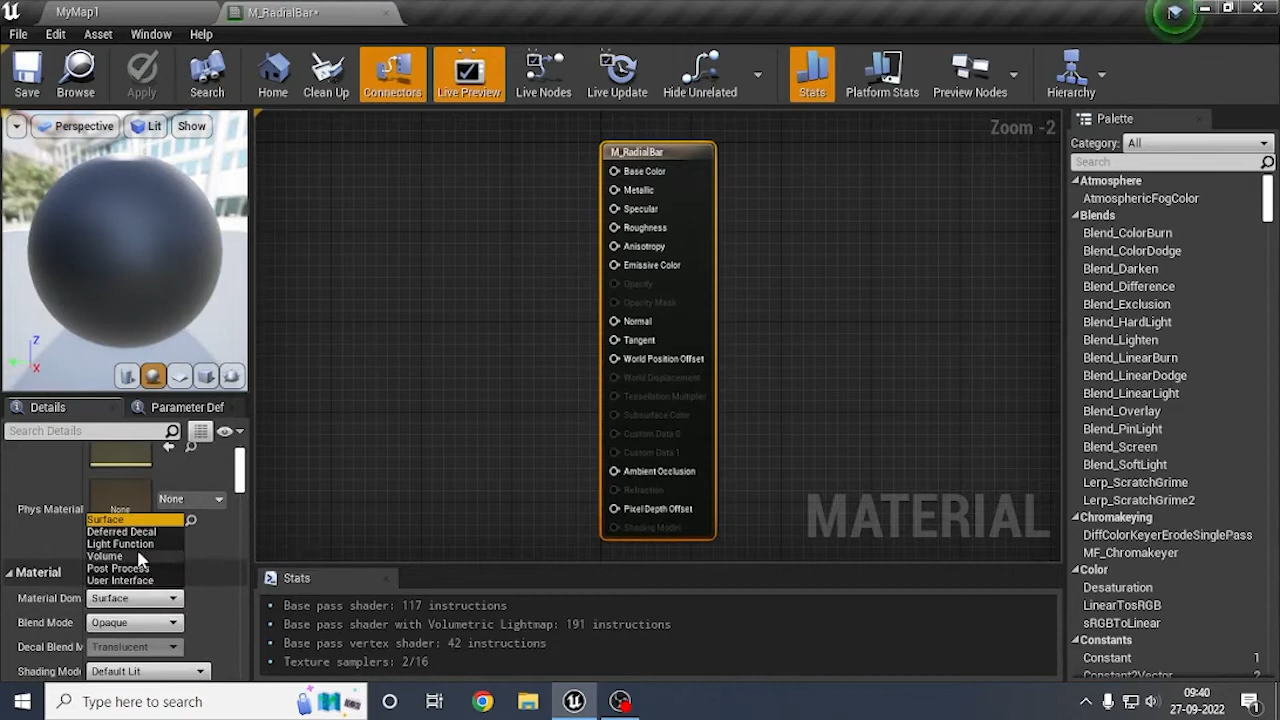 MyMap1
M_RadialBar*
File Edit Asset Window Help
Save Browse Apply Search Home Clean Up Connectors Live Preview Live Nodes Live Update Hide Unrelated Stats Platform Stats Preview Nodes Hierarchy
Perspective Lit Show
Z
X
Details
Parameter Def
Search Details
None
Phys Material
None
Surface
Deferred Decal
Light Function
Volume
Post Process
User Interface
Material
Material Dom Surface
Blend Mode Opaque
Decal Blend M Translucent
Shading Mode Default Lit
Zoom -2
M_RadialBar
Base Color
Metallic
Specular
Roughness
Anisotropy
Emissive Color
Opacity
Opacity Mask
Normal
Tangent
World Position Offset
World Displacement
Tessellation Multiplier
Subsurface Color
Custom Data 0
Custom Data 1
Ambient Occlusion
Refraction
Pixel Depth Offset
Shading Model
MATERIAL
Stats
Base pass shader: 117 instructions
Base pass shader with Volumetric Lightmap: 191 instructions
Base pass vertex shader: 42 instructions
Texture samplers: 2/16
Palette
Category: All
Search
Atmosphere
AtmosphericFogColor
Blends
Blend_ColorBurn
Blend_ColorDodge
Blend_Darken
Blend_Difference
Blend_Exclusion
Blend_HardLight
Blend_Lighten
Blend_LinearBurn
Blend_LinearDodge
Blend_LinearLight
Blend_Overlay
Blend_PinLight
Blend_Screen
Blend_SoftLight
Lerp_ScratchGrime
Lerp_ScratchGrime2
Chromakeying
DiffColorKeyerErodeSinglePass
MF_Chromakeyer
Color
Desaturation
LinearTosRGB
sRGBToLinear
Constants
Constant 1
Constant2Vector
Type here to search
09:40
27-09-2022